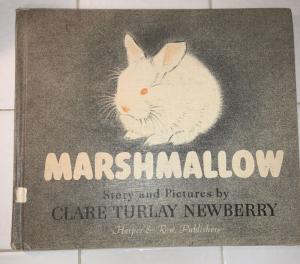 MARSHMALLOW
Story and Pictures by
CLARE TURLAY NEWBERRY
Harper & Row, Publishers